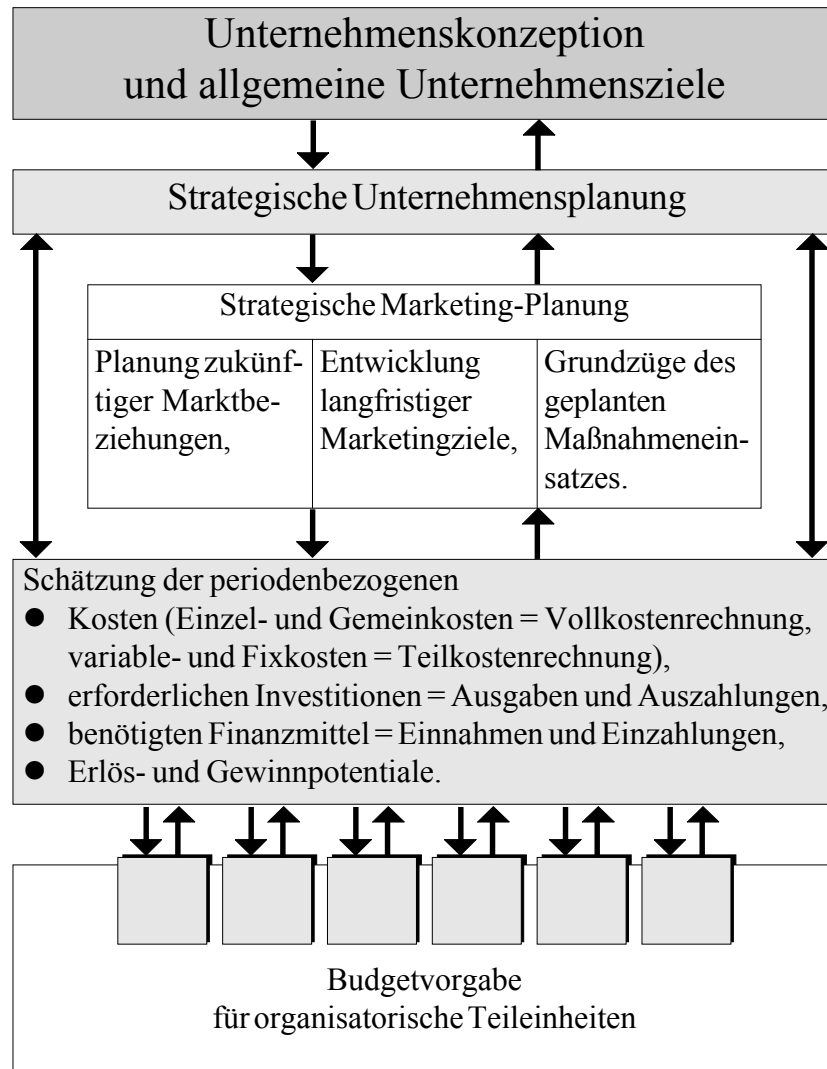 Unternehmenskonzeption
und allgemeine Unternehmensziele
Strategische Unternehmensplanung
Strategische Marketing-Planung
Planung zukünf-
tiger Marktbe-
ziehungen,
Entwicklung
langfristiger
Marketingziele,
Grundzüge des
geplanten
Maßnahmenein-
satzes.
Schätzung der periodenbezogenen
● Kosten (Einzel- und Gemeinkosten = Vollkostenrechnung,
variable- und Fixkosten = Teilkostenrechnung),
● erforderlichen Investitionen = Ausgaben und Auszahlungen,
● benötigten Finanzmittel = Einnahmen und Einzahlungen,
● Erlös- und Gewinnpotentiale.
Budgetvorgabe
für organisatorische Teileinheiten